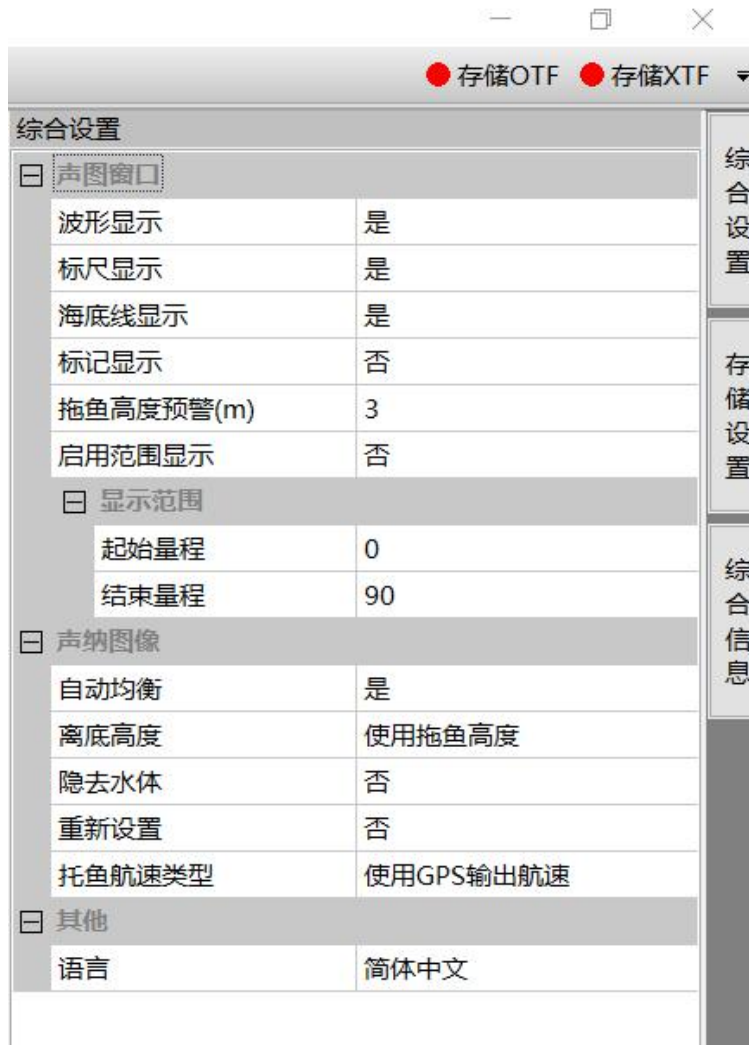 存储OTF 存储XTF
综合设置
声图窗口
波形显示 是
标尺显示 是
海底线显示 是
标记显示 否
拖鱼高度预警(m) 3
启用范围显示 否
显示范围
起始量程 0
结束量程 90
声纳图像
自动均衡 是
离底高度 使用拖鱼高度
隐去水体 否
重新设置 否
托鱼航速类型 使用GPS输出航速
其他
语言 简体中文
综合设置
存储设置
综合信息